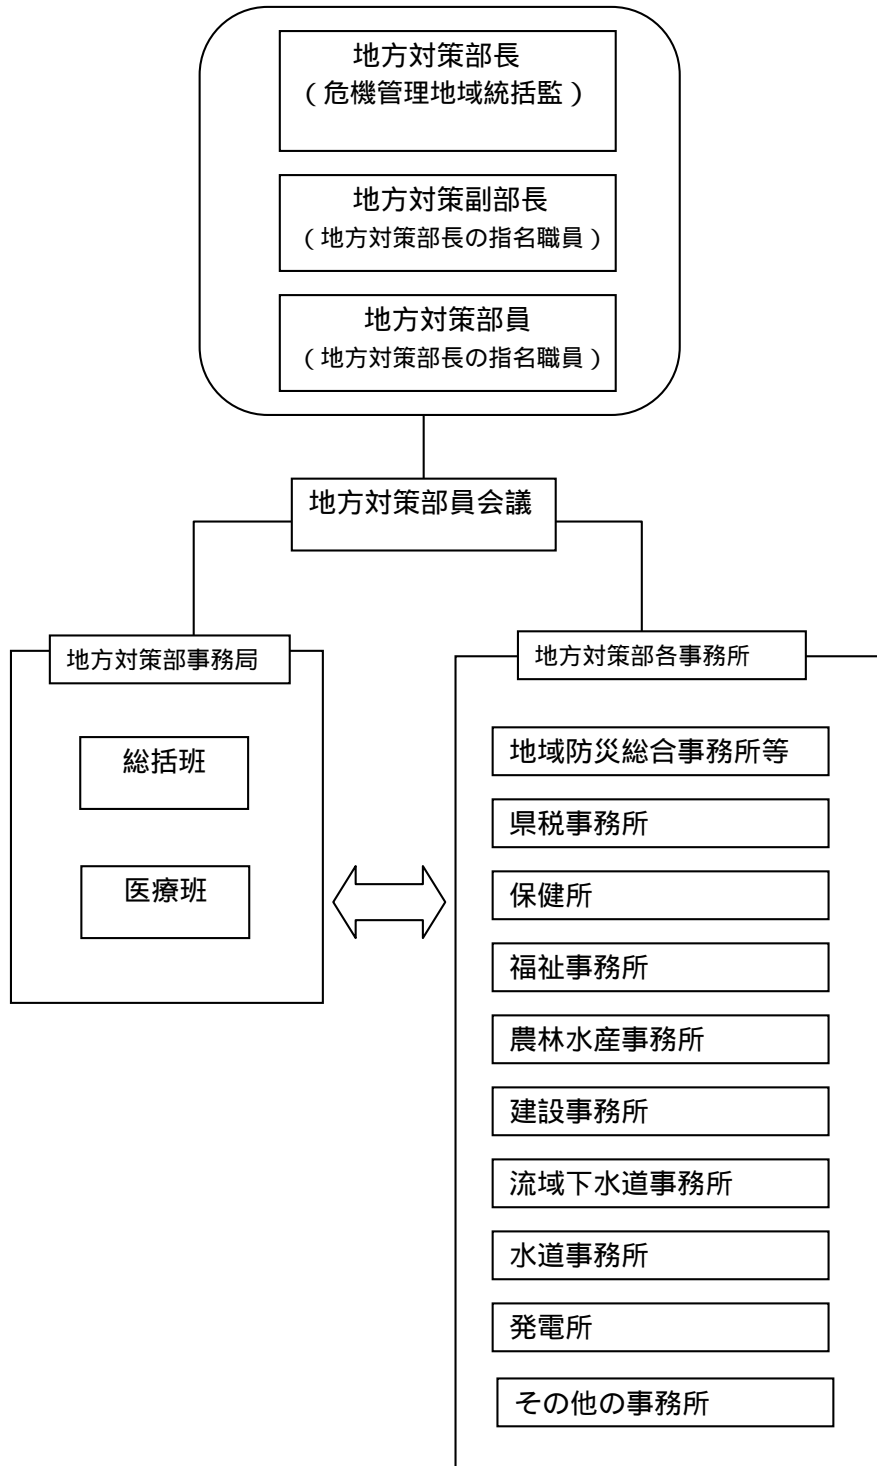 地方対策部長
(危機管理地域統括監)
地方対策副部長
(地方対策部長の指名職員)
地方対策部員
(地方対策部長の指名職員)
地方対策部員会議
地方対策部事務局
総括班
医療班
地方対策部各事務所
地域防災総合事務所等
県税事務所
保健所
福祉事務所
農林水産事務所
建設事務所
流域下水道事務所
水道事務所
発電所
その他の事務所